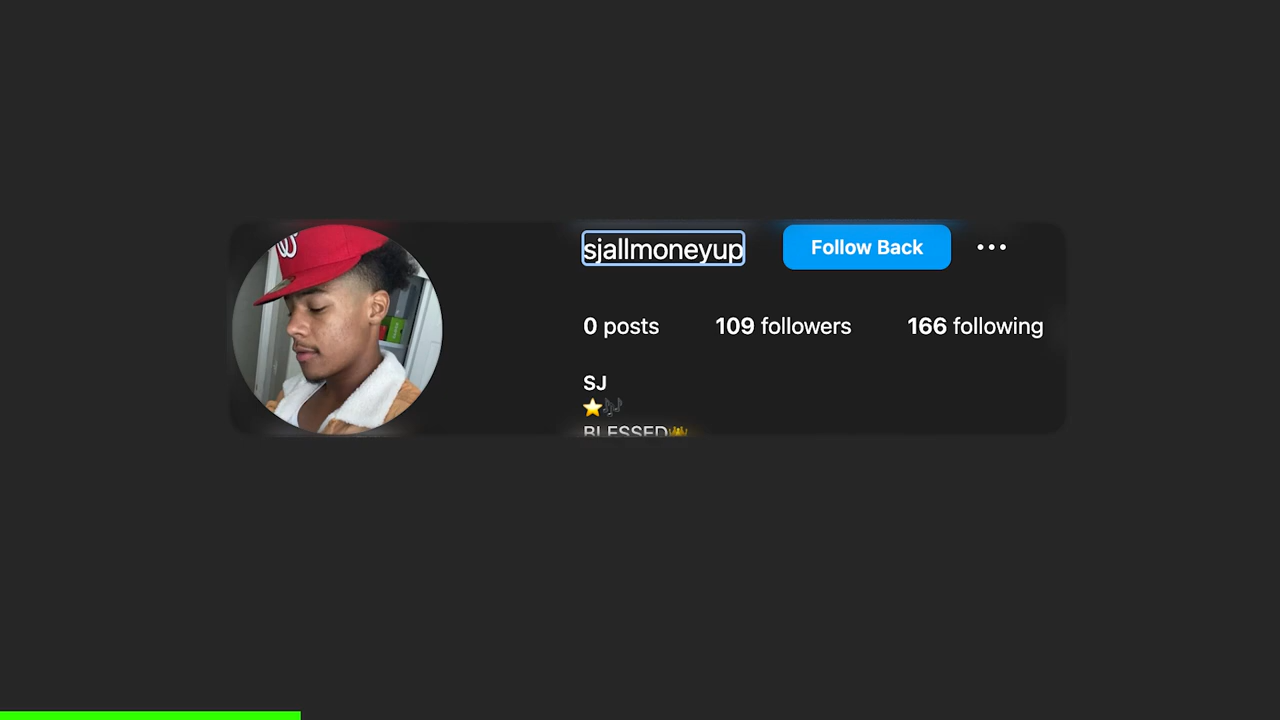 W
sjallmoneyup
Follow Back
0 posts 109 followers 166 following
SJ
⭐🎶
BLESSED👑